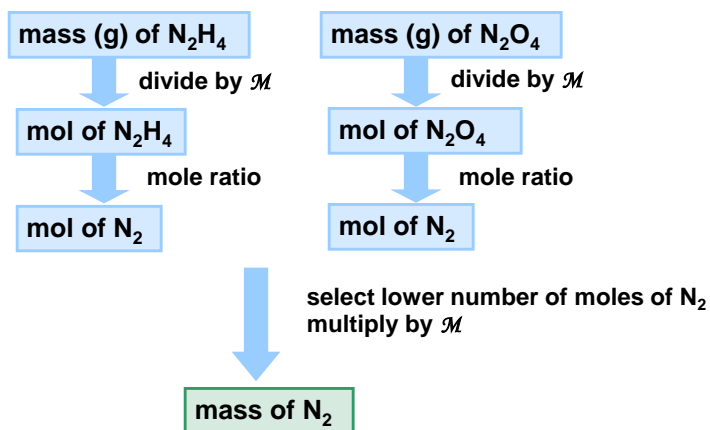 mass (g) of N₂H₄
divide by ℳ
mol of N₂H₄
mole ratio
mol of N₂
mass (g) of N₂O₄
divide by ℳ
mol of N₂O₄
mole ratio
mol of N₂
select lower number of moles of N₂
multiply by ℳ
mass of N₂